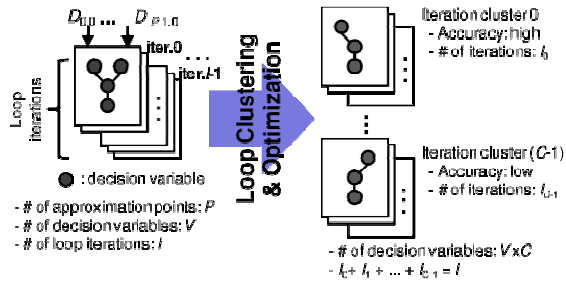 D0,0 ... D P-1,0
iter.0
...
iter.I-1
Loop iterations
: decision variable
- # of approximation points: P
- # of decision variables: V
- # of loop iterations: I
Loop Clustering
& Optimization
Iteration cluster 0
- Accuracy: high
- # of iterations: I0
...
Iteration cluster (C-1)
- Accuracy: low
- # of iterations: IC-1
- # of decision variables: V x C
- I0 + I1 + ... + IC-1 = I